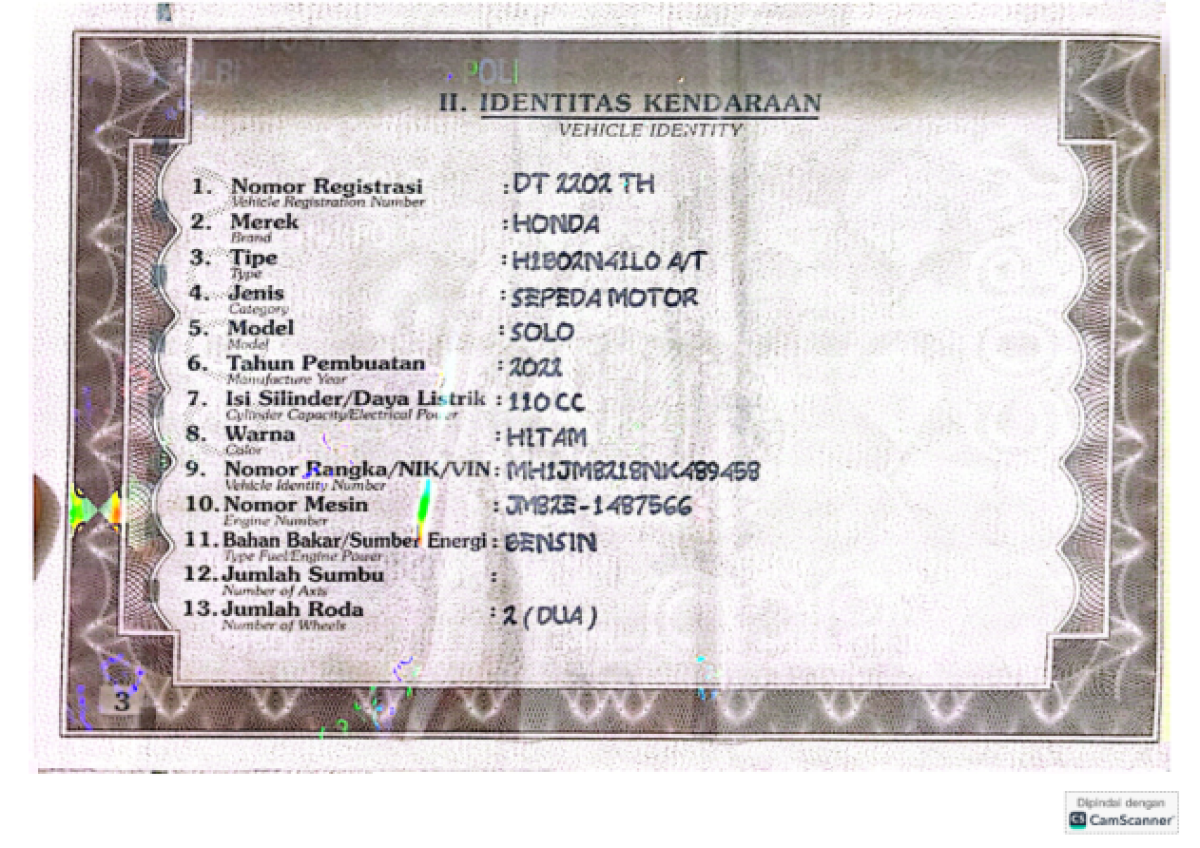 POLRI
POLRI
II. IDENTITAS KENDARAAN
VEHICLE IDENTITY
1. Nomor Registrasi : DT 2202 TH
Vehicle Registration Number
2. Merek : HONDA
Brand
3. Tipe : H1B02N41L0 A/T
Type
4. Jenis : SEPEDA MOTOR
Category
5. Model : SOLO
Model
6. Tahun Pembuatan : 2022
Manufacture Year
7. Isi Silinder/Daya Listrik : 110 CC
Cylinder Capacity/Electrical Power
8. Warna : HITAM
Color
9. Nomor Rangka/NIK/VIN : MH1JM8218NK489458
Vehicle Identity Number
10. Nomor Mesin : JM82E-1487566
Engine Number
11. Bahan Bakar/Sumber Energi : BENSIN
Type Fuel/Engine Power
12. Jumlah Sumbu :
Number of Axis
13. Jumlah Roda : 2 (DUA)
Number of Wheels
3
Dipindai dengan
CS CamScanner